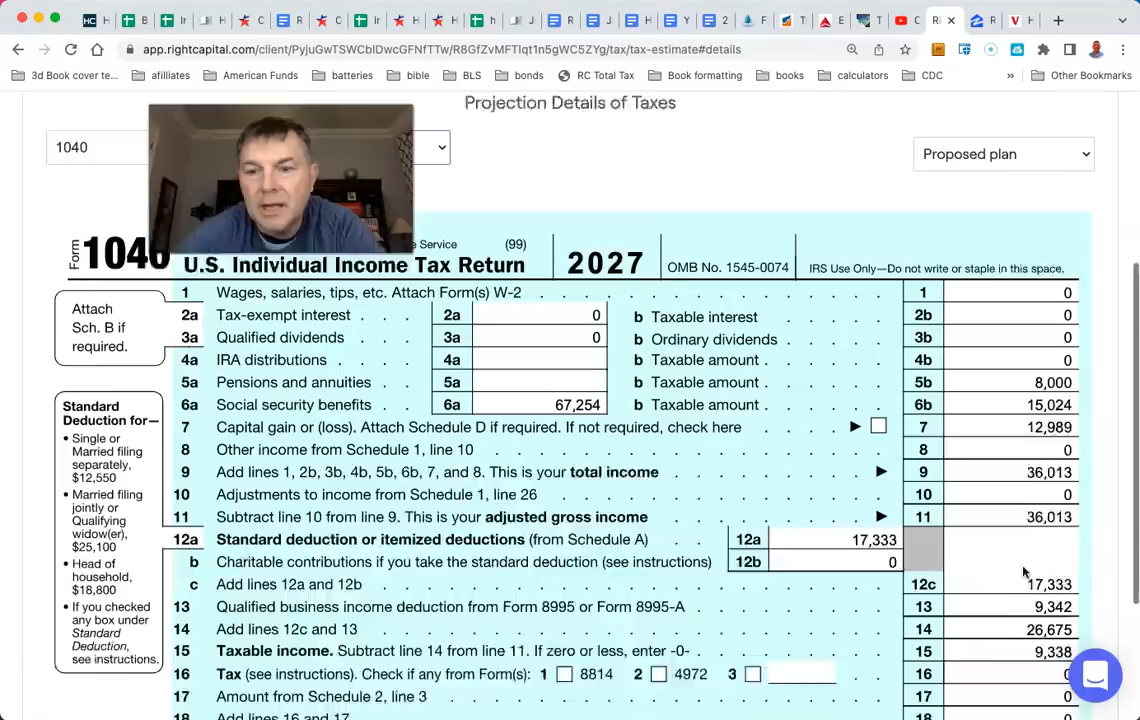 app.rightcapital.com/client/PyjuGwTSWCblDwcGFNfTTw/R8GfZvMFTIqt1n5gWC5ZYg/tax/tax-estimate#details
3d Book cover te... afiliates American Funds batteries bible BLS bonds RC Total Tax Book formatting books calculators CDC » Other Bookmarks
Projection Details of Taxes
1040
Proposed plan
Form 1040
e Service (99)
U.S. Individual Income Tax Return
2027
OMB No. 1545-0074
IRS Use Only—Do not write or staple in this space.
Attach
Sch. B if
required.
1 Wages, salaries, tips, etc. Attach Form(s) W-2 . . . . . . . . . . . . 1 0
2a Tax-exempt interest . . . 2a 0 b Taxable interest . . . . . 2b 0
3a Qualified dividends . . . 3a 0 b Ordinary dividends . . . . . 3b 0
4a IRA distributions . . . . 4a b Taxable amount . . . . . . 4b 0
5a Pensions and annuities . . 5a b Taxable amount . . . . . . 5b 8,000
6a Social security benefits . . 6a 67,254 b Taxable amount . . . . . . 6b 15,024
7 Capital gain or (loss). Attach Schedule D if required. If not required, check here . . . . ▶ 7 12,989
8 Other income from Schedule 1, line 10 . . . . . . . . . . . . . 8 0
9 Add lines 1, 2b, 3b, 4b, 5b, 6b, 7, and 8. This is your total income . . . . . . . ▶ 9 36,013
10 Adjustments to income from Schedule 1, line 26 . . . . . . . . . . . 10 0
11 Subtract line 10 from line 9. This is your adjusted gross income . . . . . . . ▶ 11 36,013
Standard
Deduction for—
• Single or
Married filing
separately,
$12,550
• Married filing
jointly or
Qualifying
widow(er),
$25,100
• Head of
household,
$18,800
• If you checked
any box under
Standard
Deduction,
see instructions.
12a Standard deduction or itemized deductions (from Schedule A) . . 12a 17,333
b Charitable contributions if you take the standard deduction (see instructions) 12b 0
c Add lines 12a and 12b . . . . . . . . . . . . . . . . . 12c 17,333
13 Qualified business income deduction from Form 8995 or Form 8995-A . . . . . . . 13 9,342
14 Add lines 12c and 13 . . . . . . . . . . . . . . . . . 14 26,675
15 Taxable income. Subtract line 14 from line 11. If zero or less, enter -0- . . . . . . . 15 9,338
16 Tax (see instructions). Check if any from Form(s): 1 8814 2 4972 3 . . 16 0
17 Amount from Schedule 2, line 3 . . . . . . . . . . . . . . 17 0
18 Add lines 16 and 17 . . . . . . . . . . . . . . . . . 18 0